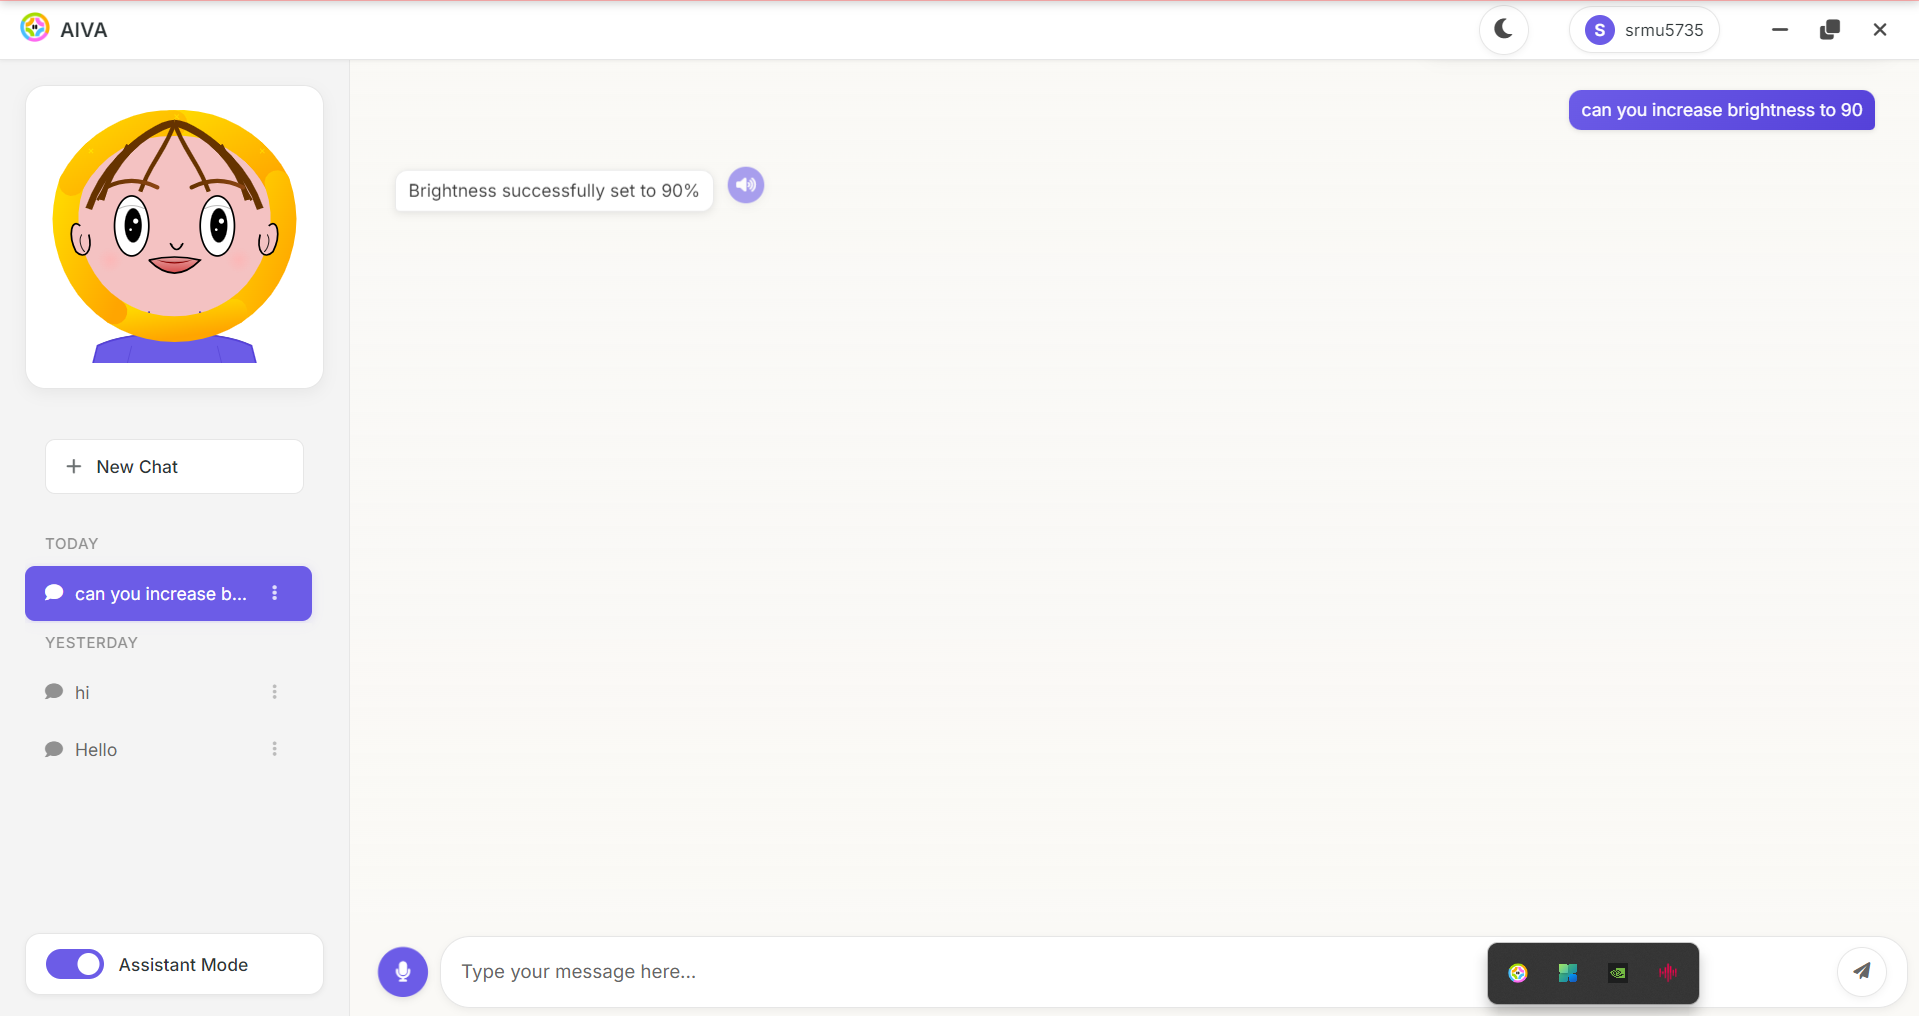 AIVA
S srmu5735
can you increase brightness to 90
Brightness successfully set to 90%
New Chat
TODAY
can you increase b...
YESTERDAY
hi
Hello
Assistant Mode
Type your message here...